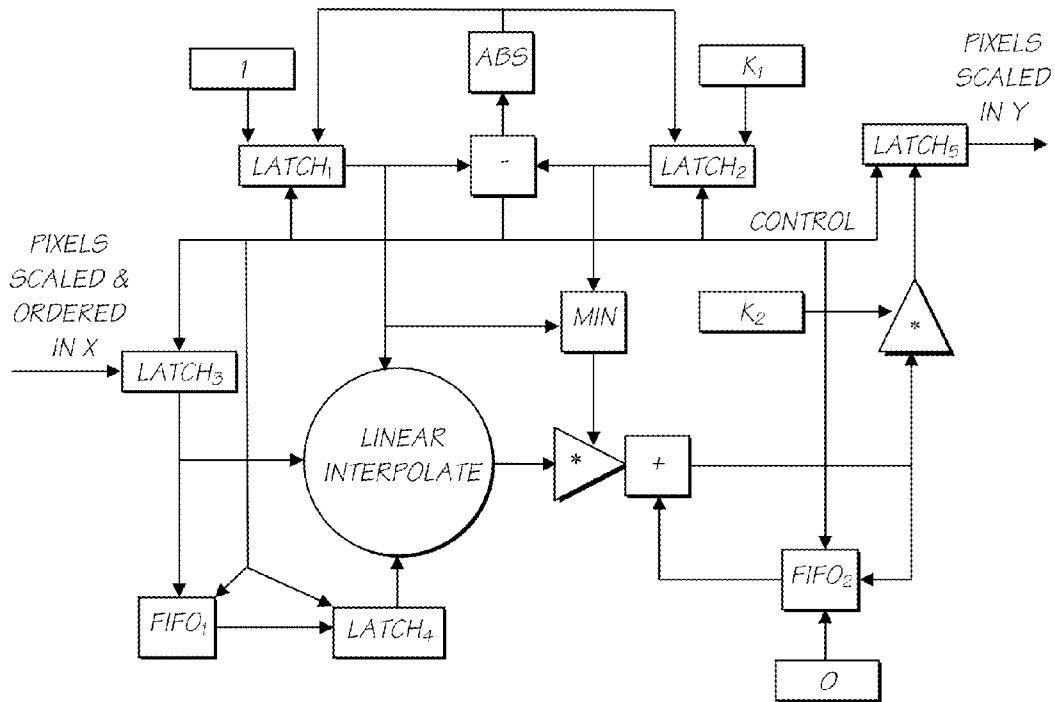 PIXELS
SCALED
IN Y
1
ABS
K₁
LATCH₁
-
LATCH₂
LATCH₅
CONTROL
PIXELS
SCALED &
ORDERED
IN X
MIN
K₂
*
LATCH₃
LINEAR
INTERPOLATE
*
+
FIFO₁
LATCH₄
FIFO₂
0